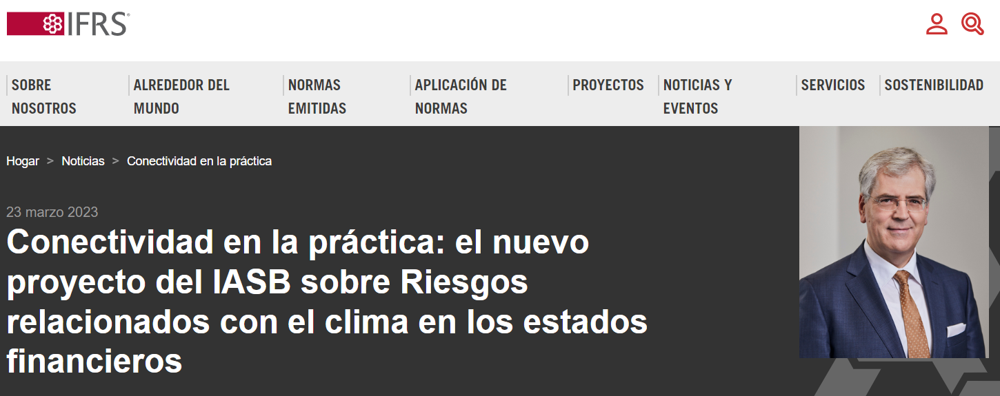 IFRS®
SOBRE NOSOTROS
ALREDEDOR DEL MUNDO
NORMAS EMITIDAS
APLICACIÓN DE NORMAS
PROYECTOS
NOTICIAS Y EVENTOS
SERVICIOS
SOSTENIBILIDAD
Hogar > Noticias > Conectividad en la práctica
23 marzo 2023
Conectividad en la práctica: el nuevo
proyecto del IASB sobre Riesgos
relacionados con el clima en los estados
financieros